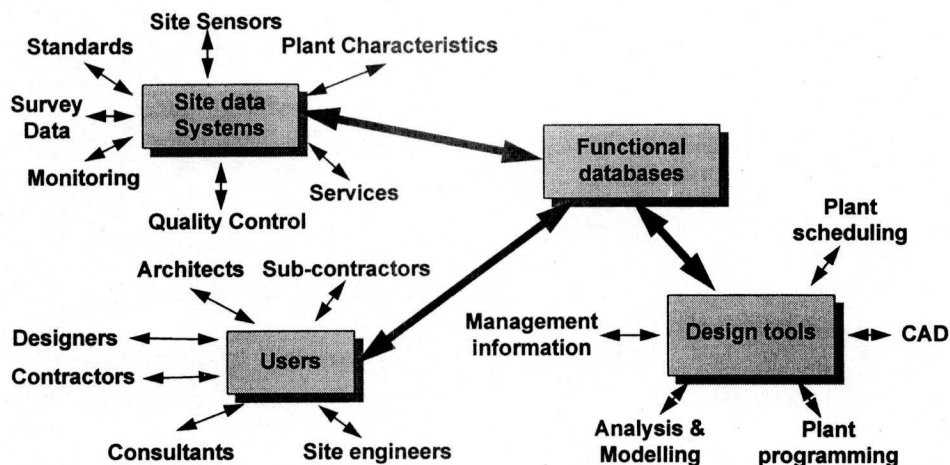 Site Sensors
Standards
Plant Characteristics
Survey
Data
Site data
Systems
Monitoring
Services
Quality Control
Functional
databases
Architects
Sub-contractors
Designers
Contractors
Users
Consultants
Site engineers
Plant
scheduling
Management
information
Design tools
CAD
Analysis &
Modelling
Plant
programming